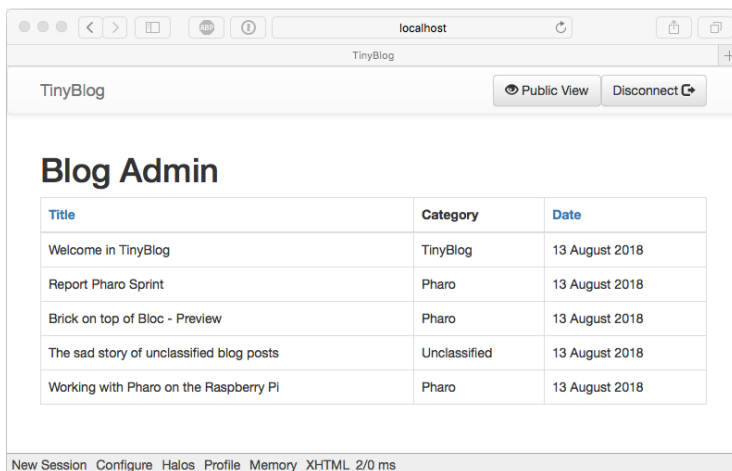 localhost
TinyBlog
TinyBlog Public View Disconnect
Blog Admin
Title Category Date
Welcome in TinyBlog TinyBlog 13 August 2018
Report Pharo Sprint Pharo 13 August 2018
Brick on top of Bloc - Preview Pharo 13 August 2018
The sad story of unclassified blog posts Unclassified 13 August 2018
Working with Pharo on the Raspberry Pi Pharo 13 August 2018
New Session Configure Halos Profile Memory XHTML 2/0 ms